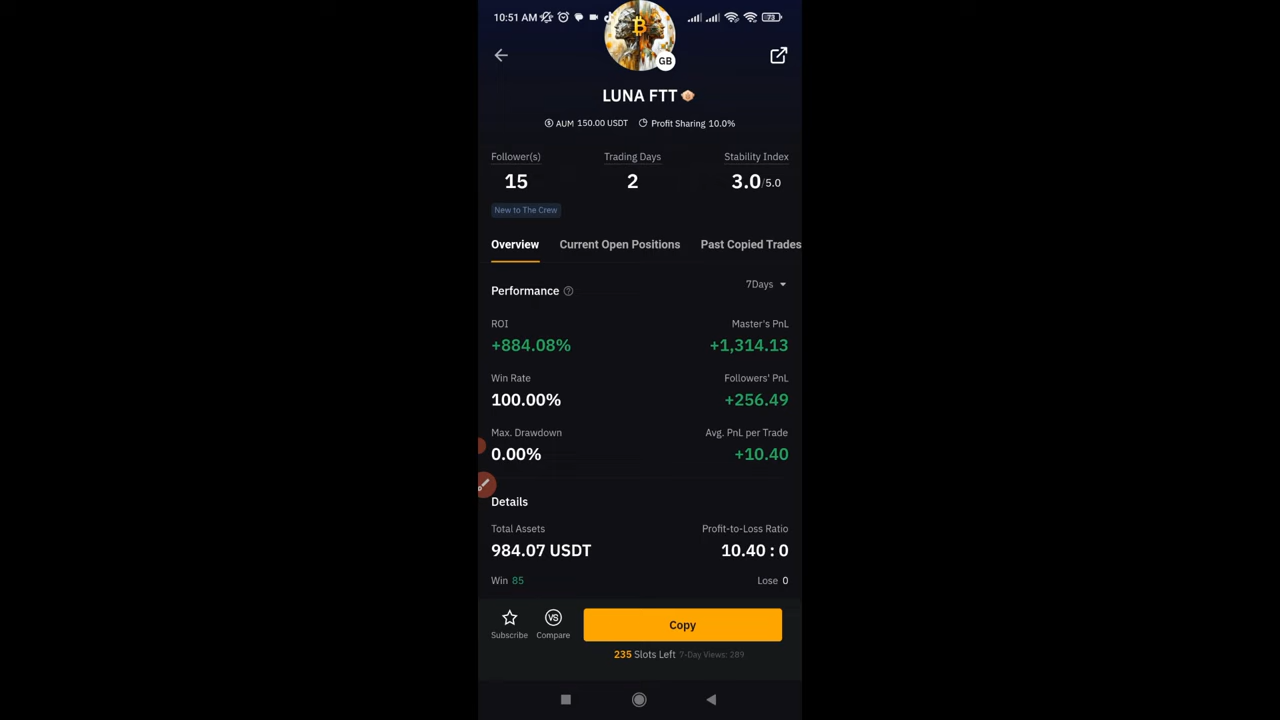 10:51 AM 73
GB
LUNA FTT
AUM 150.00 USDT Profit Sharing 10.0%
Follower(s) Trading Days Stability Index
15 2 3.0/5.0
New to The Crew
Overview Current Open Positions Past Copied Trades
Performance 7Days
ROI Master's PnL
+884.08% +1,314.13
Win Rate Followers' PnL
100.00% +256.49
Max. Drawdown Avg. PnL per Trade
0.00% +10.40
Details
Total Assets Profit-to-Loss Ratio
984.07 USDT 10.40 : 0
Win 85 Lose 0
VS
Subscribe Compare Copy
235 Slots Left 7-Day Views: 289